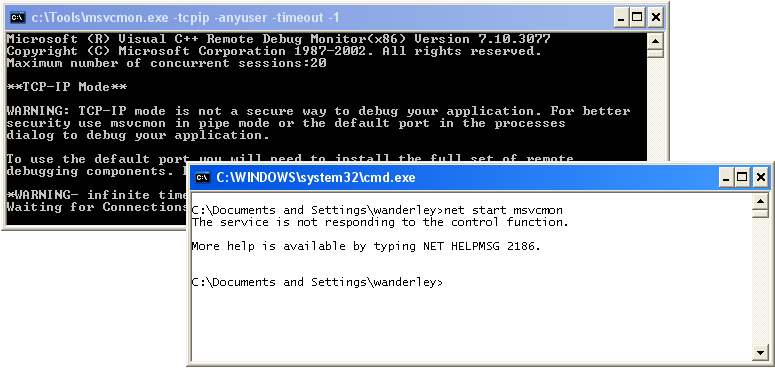 c:\Tools\msvcmon.exe -tcpip -anyuser -timeout -1
Microsoft (R) Visual C++ Remote Debug Monitor(x86) Version 7.10.3077
Copyright (C) Microsoft Corporation 1987-2002. All rights reserved.
Maximum number of concurrent sessions:20
**TCP-IP Mode**
WARNING: TCP-IP mode is not a secure way to debug your application. For better
security use msvcmon in pipe mode or the default port in the processes
dialog to debug your application.
To use the default port you will need to install the full set of remote
debugging components.
*WARNING- infinite time
Waiting for Connections
C:\WINDOWS\system32\cmd.exe
C:\Documents and Settings\wanderley>net start msvcmon
The service is not responding to the control function.
More help is available by typing NET HELPMSG 2186.
C:\Documents and Settings\wanderley>